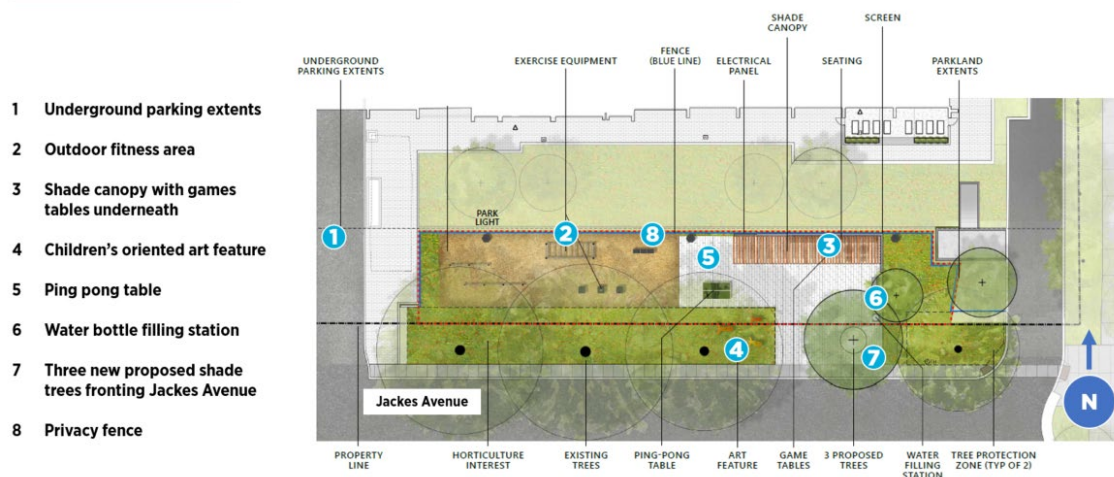 SHADE
CANOPY
SCREEN
UNDERGROUND
PARKING EXTENTS
EXERCISE EQUIPMENT
FENCE
(BLUE LINE)
ELECTRICAL
PANEL
SEATING
PARKLAND
EXTENTS
1 Underground parking extents
2 Outdoor fitness area
3 Shade canopy with games
tables underneath
4 Children's oriented art feature
5 Ping pong table
6 Water bottle filling station
7 Three new proposed shade
trees fronting Jackes Avenue
8 Privacy fence
PARK
LIGHT
1
2
8
5
3
6
4
7
Jackes Avenue
N
PROPERTY
LINE
HORTICULTURE
INTEREST
EXISTING
TREES
PING-PONG
TABLE
ART
FEATURE
GAME
TABLES
3 PROPOSED
TREES
WATER
FILLING
STATION
TREE PROTECTION
ZONE (TYP OF 2)